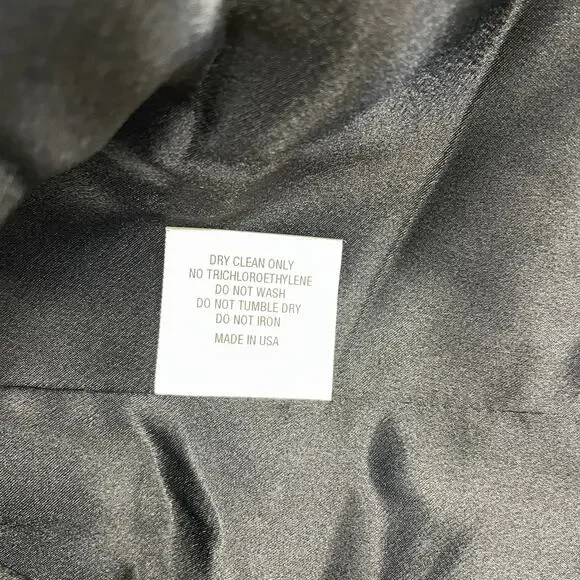 DRY CLEAN ONLY
NO TRICHLOROETHYLENE
DO NOT WASH
DO NOT TUMBLE DRY
DO NOT IRON
MADE IN USA